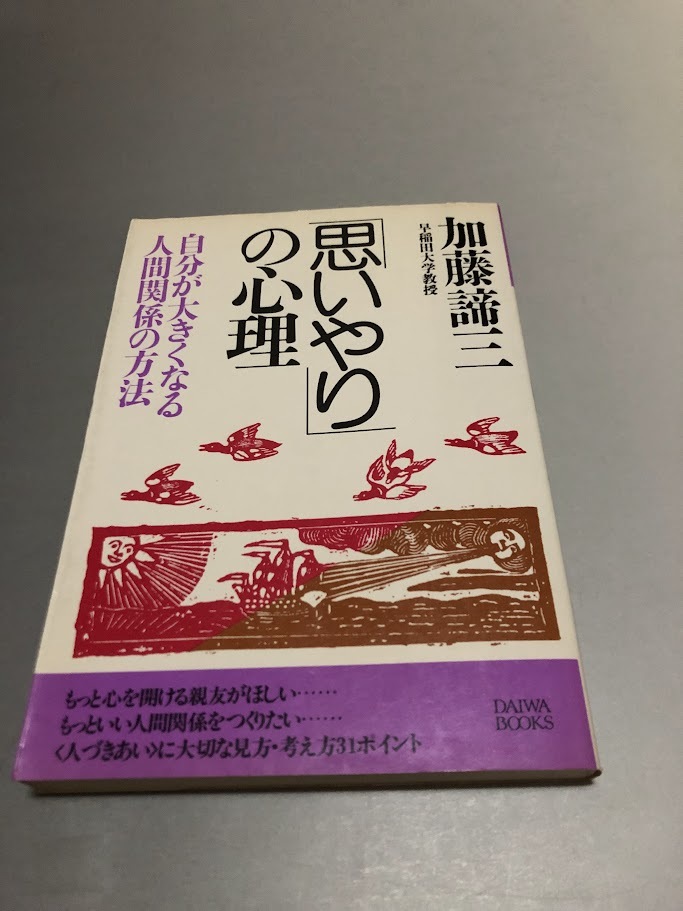 加藤諦三
早稲田大学教授
「思いやり」
の心理
自分が大きくなる
人間関係の方法
もっと心を開ける親友がほしい……
もっといい人間関係をつくりたい……
〈人づきあい〉に大切な見方・考え方31ポイント
DAIWA
BOOKS